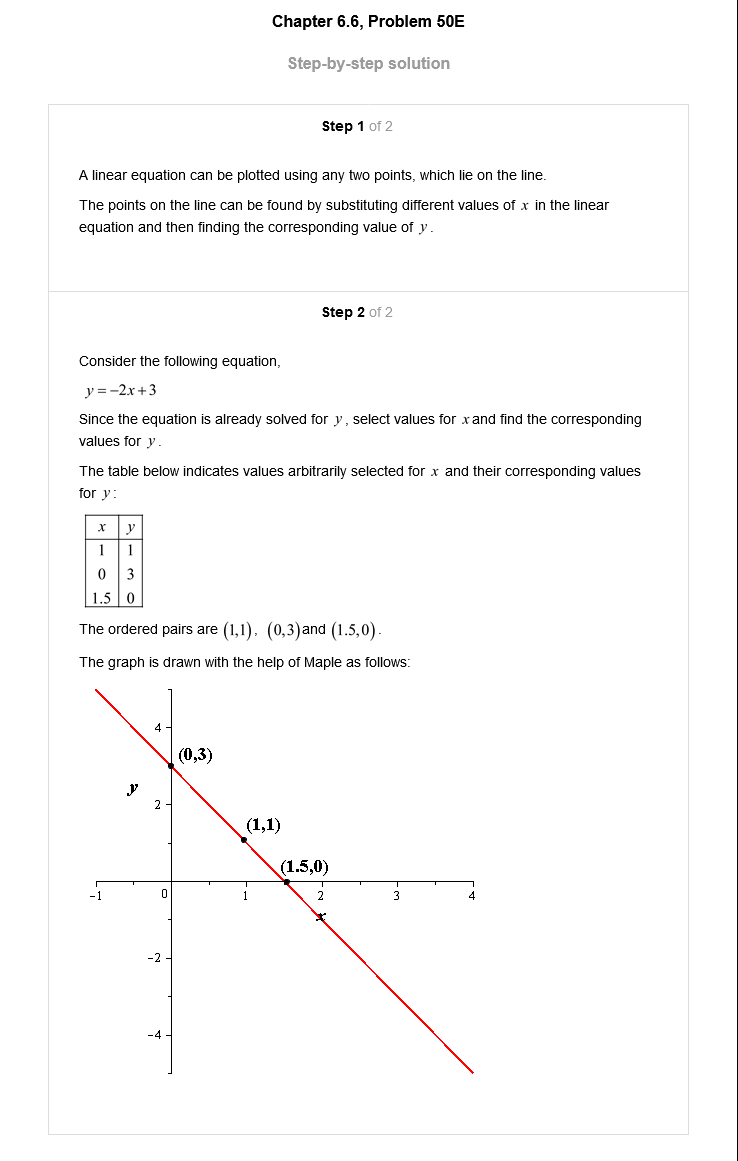 Chapter 6.6, Problem 50E
Step-by-step solution
Step 1 of 2
A linear equation can be plotted using any two points, which lie on the line.
The points on the line can be found by substituting different values of x in the linear
equation and then finding the corresponding value of y.
Step 2 of 2
Consider the following equation,
y = −2x + 3
Since the equation is already solved for y, select values for x and find the corresponding
values for y.
The table below indicates values arbitrarily selected for x and their corresponding values
for y:
x y
1 1
0 3
1.5 0
The ordered pairs are (1,1), (0,3) and (1.5,0).
The graph is drawn with the help of Maple as follows:
4
(0,3)
y
2
(1,1)
(1.5,0)
-1 0 1 2 3 4
x
-2
-4